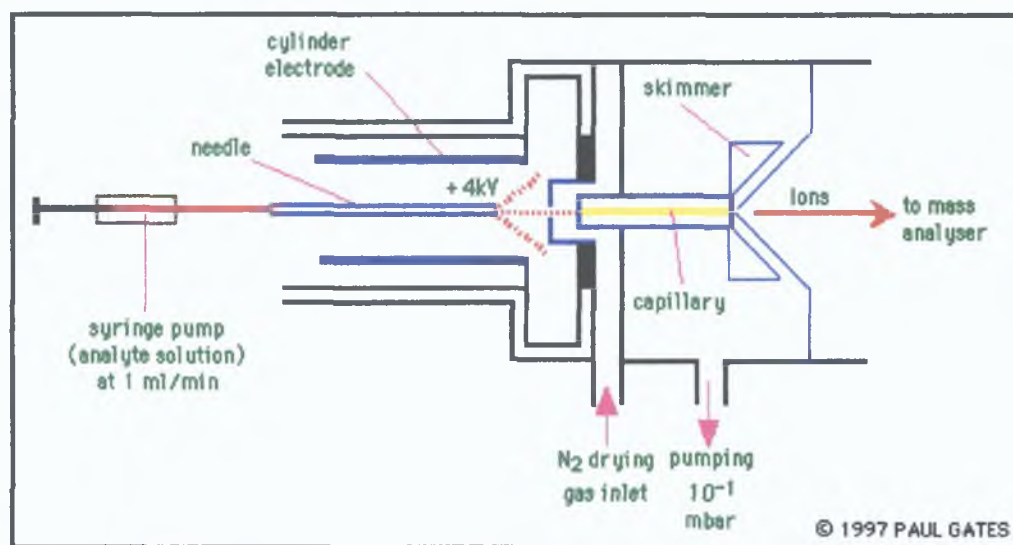 cylinder
electrode
skimmer
needle
+4kV
Ions
to mass
analyser
capillary
syringe pump
(analyte solution)
at 1 ml/min
N2 drying
gas inlet
pumping
10-1
mbar
© 1997 PAUL GATES